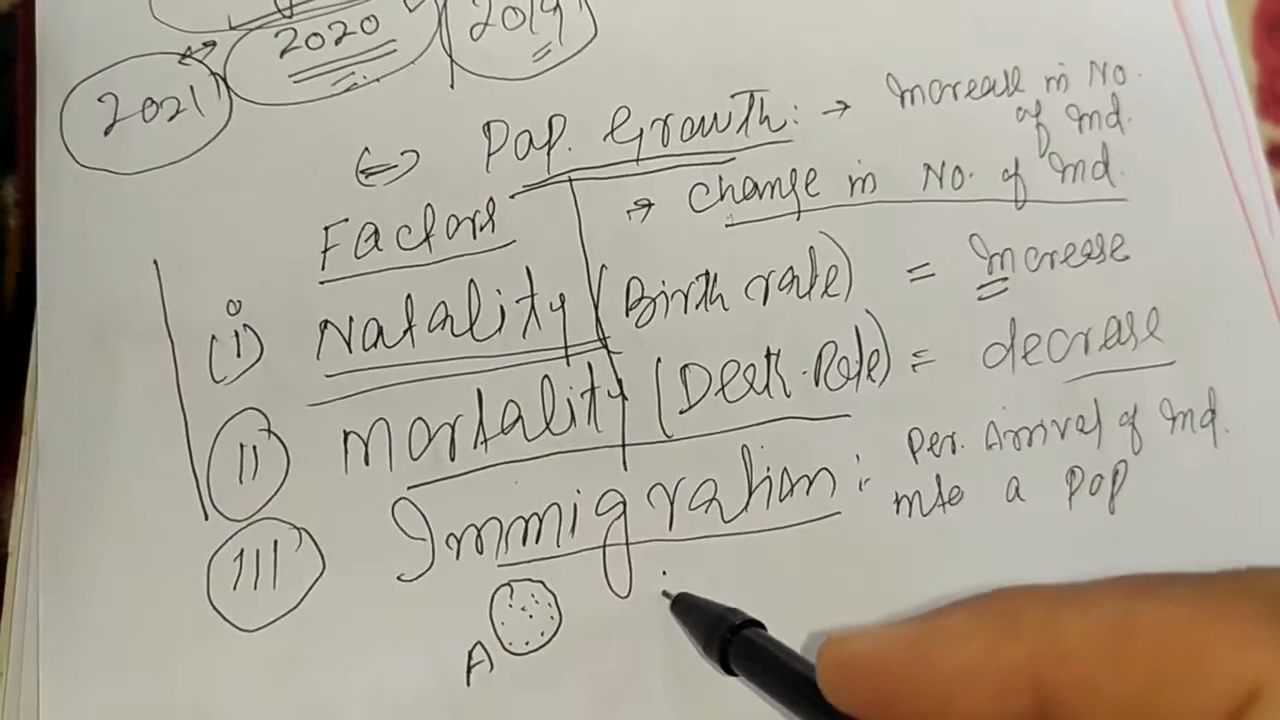 2021 2020 2019
Pop. Growth: → Increase in No.
of Ind.
Factors → Change in No. of Ind.
(i) Natality (Birth rate) = Increase
II Mortality (Death Rate) = decrase
III Immigration: Per. Arrival of Ind.
into a Pop
A